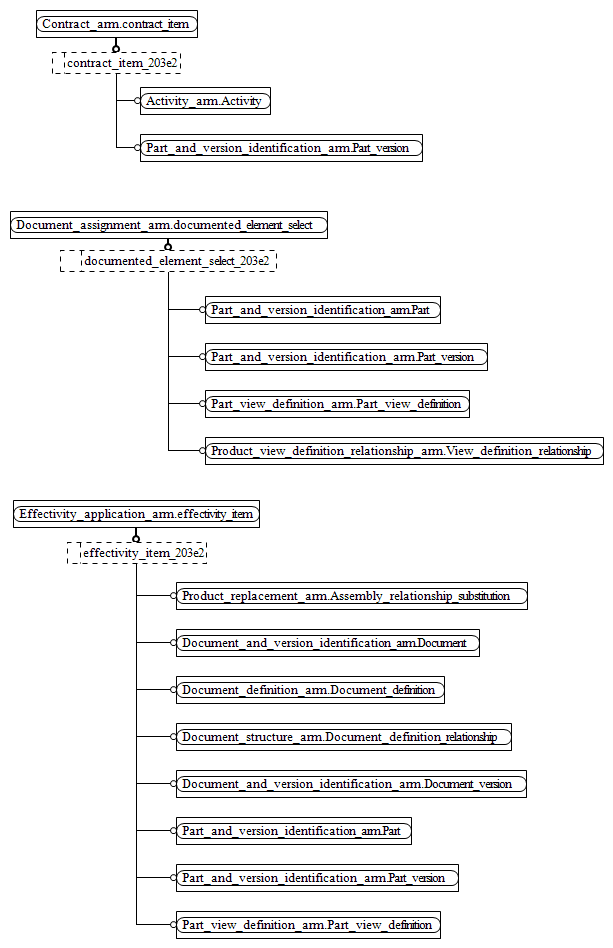 Contract_arm.contract_item
contract_item_203e2
Activity_arm.Activity
Part_and_version_identification_arm.Part_version
Document_assignment_arm.documented_element_select
documented_element_select_203e2
Part_and_version_identification_arm.Part
Part_and_version_identification_arm.Part_version
Part_view_definition_arm.Part_view_definition
Product_view_definition_relationship_arm.View_definition_relationship
Effectivity_application_arm.effectivity_item
effectivity_item_203e2
Product_replacement_arm.Assembly_relationship_substitution
Document_and_version_identification_arm.Document
Document_definition_arm.Document_definition
Document_structure_arm.Document_definition_relationship
Document_and_version_identification_arm.Document_version
Part_and_version_identification_arm.Part
Part_and_version_identification_arm.Part_version
Part_view_definition_arm.Part_view_definition